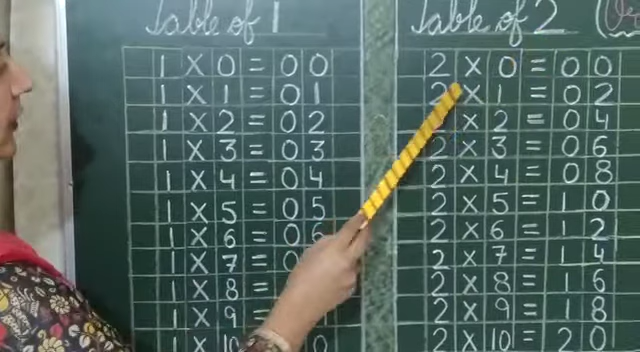 Table of 1
1 X 0 = 0 0
1 X 1 = 0 1
1 X 2 = 0 2
1 X 3 = 0 3
1 X 4 = 0 4
1 X 5 = 0 5
1 X 6 = 0 6
1 X 7 = 0
1 X 8 =
1 X 9 =
1 X 10 0
Table of 2
2 X 0 = 0 0
2 X 1 = 0 2
2 X 2 = 0 4
2 X 3 = 0 6
2 X 4 = 0 8
2 X 5 = 1 0
2 X 6 = 1 2
2 X 7 = 1 4
2 X 8 = 1 6
2 X 9 = 1 8
2 X 10 = 2 0